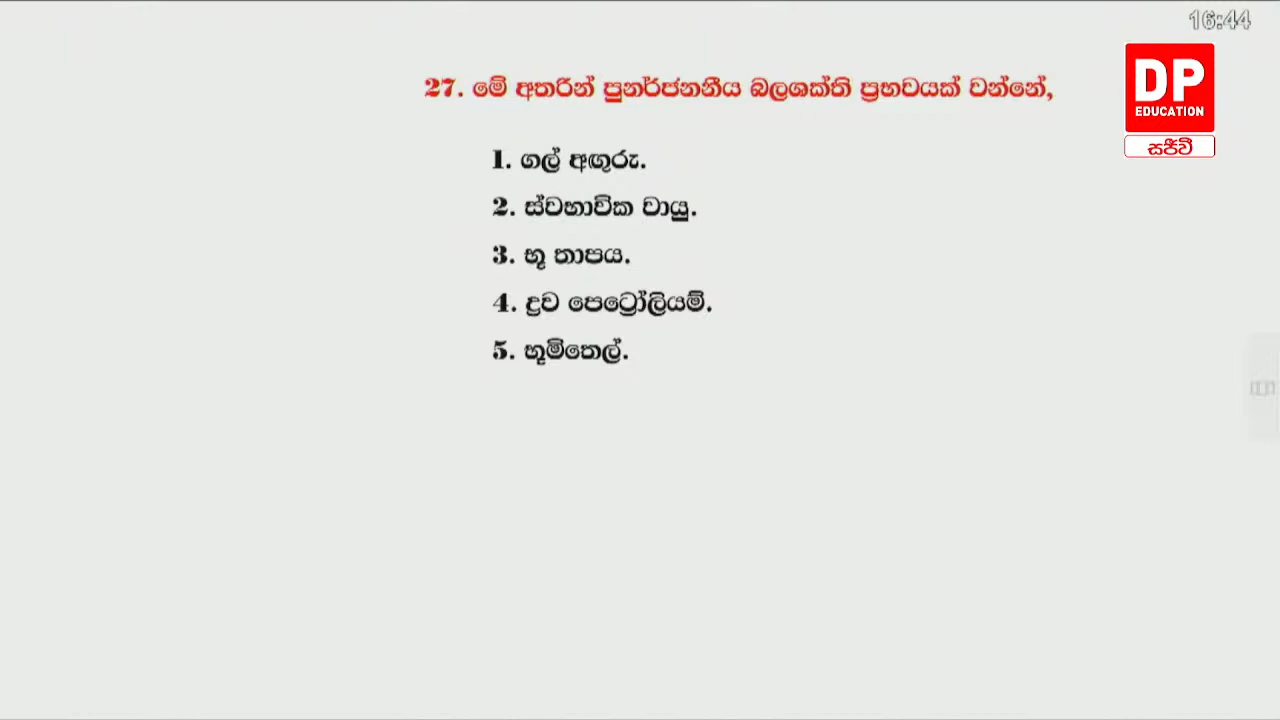 16:44
DP
EDUCATION
සජීවී
27. මේ අතරින් පුනර්ජනනීය බලශක්ති ප්‍රභවයක් වන්නේ,
1. ගල් අඟුරු.
2. ස්වභාවික වායු.
3. භූ තාපය.
4. ද්‍රව පෙට්‍රෝලියම්.
5. භූමිතෙල්.